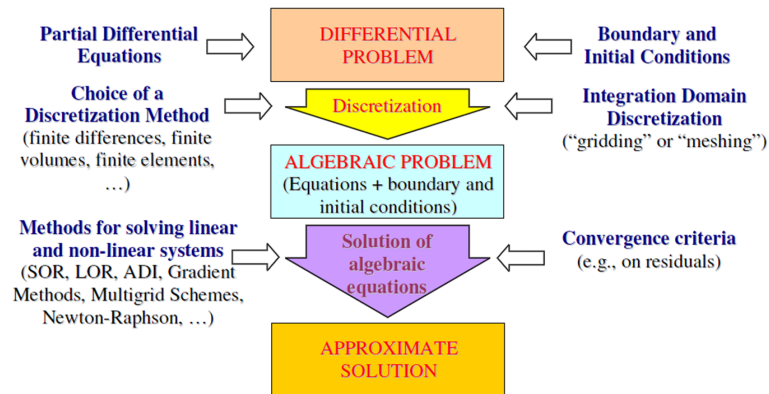 Partial Differential
Equations
DIFFERENTIAL
PROBLEM
Boundary and
Initial Conditions
Choice of a
Discretization Method
(finite differences, finite
volumes, finite elements,
…)
Discretization
Integration Domain
Discretization
(“gridding” or “meshing”)
ALGEBRAIC PROBLEM
(Equations + boundary and
initial conditions)
Methods for solving linear
and non-linear systems
(SOR, LOR, ADI, Gradient
Methods, Multigrid Schemes,
Newton-Raphson, …)
Solution of
algebraic
equations
Convergence criteria
(e.g., on residuals)
APPROXIMATE
SOLUTION